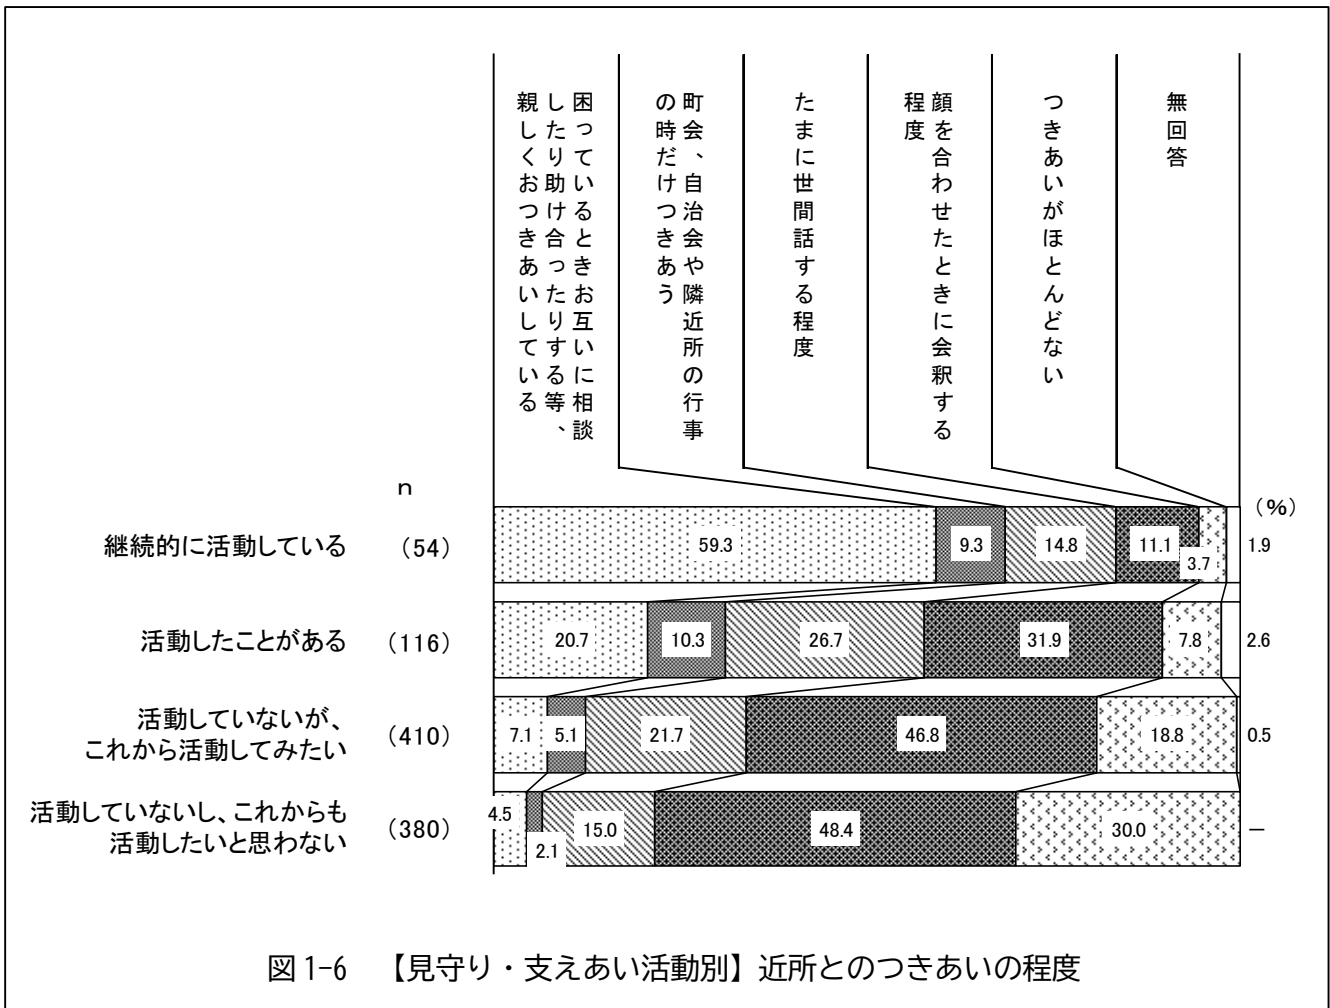 困っているときお互いに相談
したり助け合ったりする等、
親しくおつきあいしている
町会、自治会や隣近所の行事
の時だけつきあう
たまに世間話する程度
顔を合わせたときに会釈する
程度
つきあいがほとんどない
無回答
n
(%)
継続的に活動している (54) 59.3 9.3 14.8 11.1 3.7 1.9
活動したことがある (116) 20.7 10.3 26.7 31.9 7.8 2.6
活動していないが、
これから活動してみたい (410) 7.1 5.1 21.7 46.8 18.8 0.5
活動していないし、これからも
活動したいと思わない (380) 4.5 2.1 15.0 48.4 30.0 －
図 1-6 【見守り・支えあい活動別】近所とのつきあいの程度